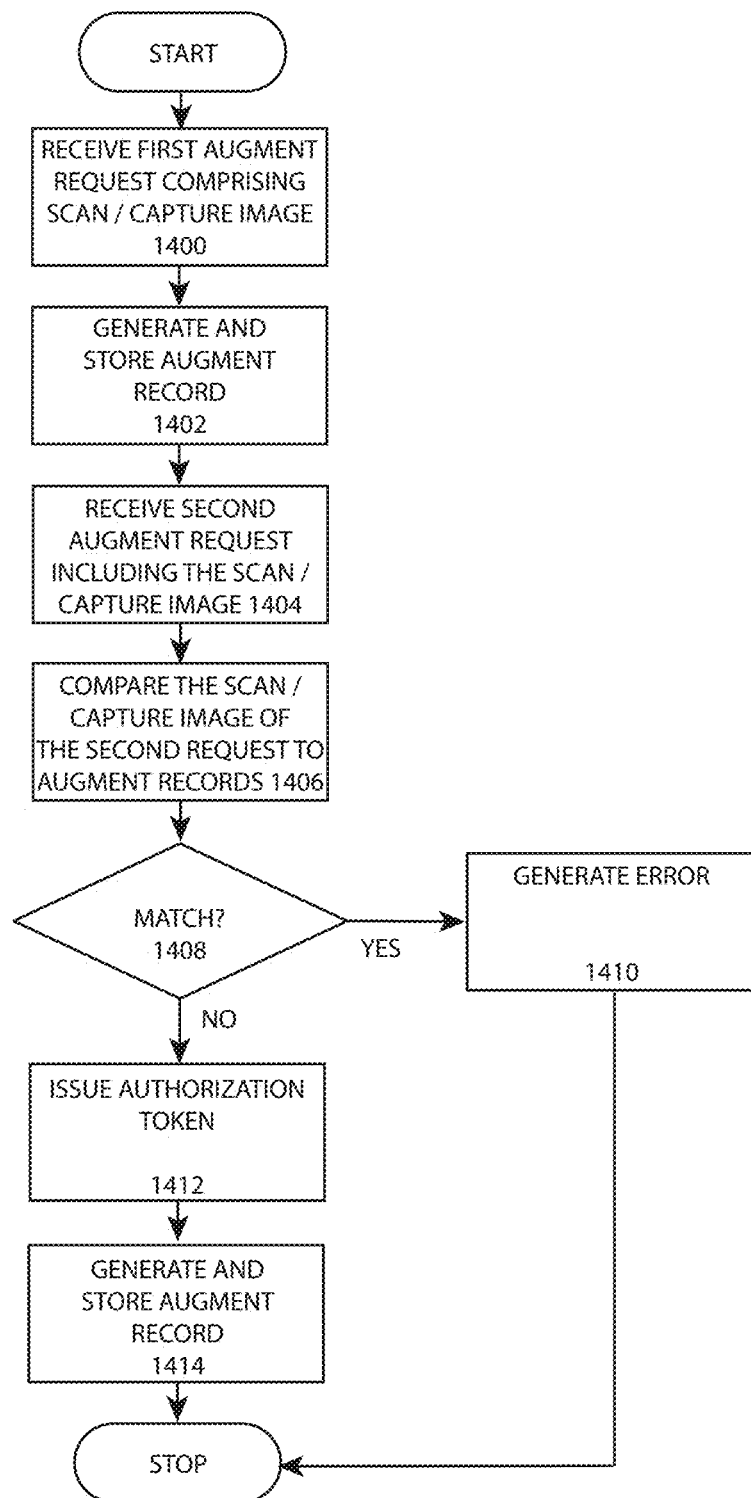 START
RECEIVE FIRST AUGMENT
REQUEST COMPRISING
SCAN / CAPTURE IMAGE
1400
GENERATE AND
STORE AUGMENT
RECORD
1402
RECEIVE SECOND
AUGMENT REQUEST
INCLUDING THE SCAN /
CAPTURE IMAGE 1404
COMPARE THE SCAN /
CAPTURE IMAGE OF
THE SECOND REQUEST TO
AUGMENT RECORDS 1406
MATCH?
1408
YES
GENERATE ERROR
1410
NO
ISSUE AUTHORIZATION
TOKEN
1412
GENERATE AND
STORE AUGMENT
RECORD
1414
STOP